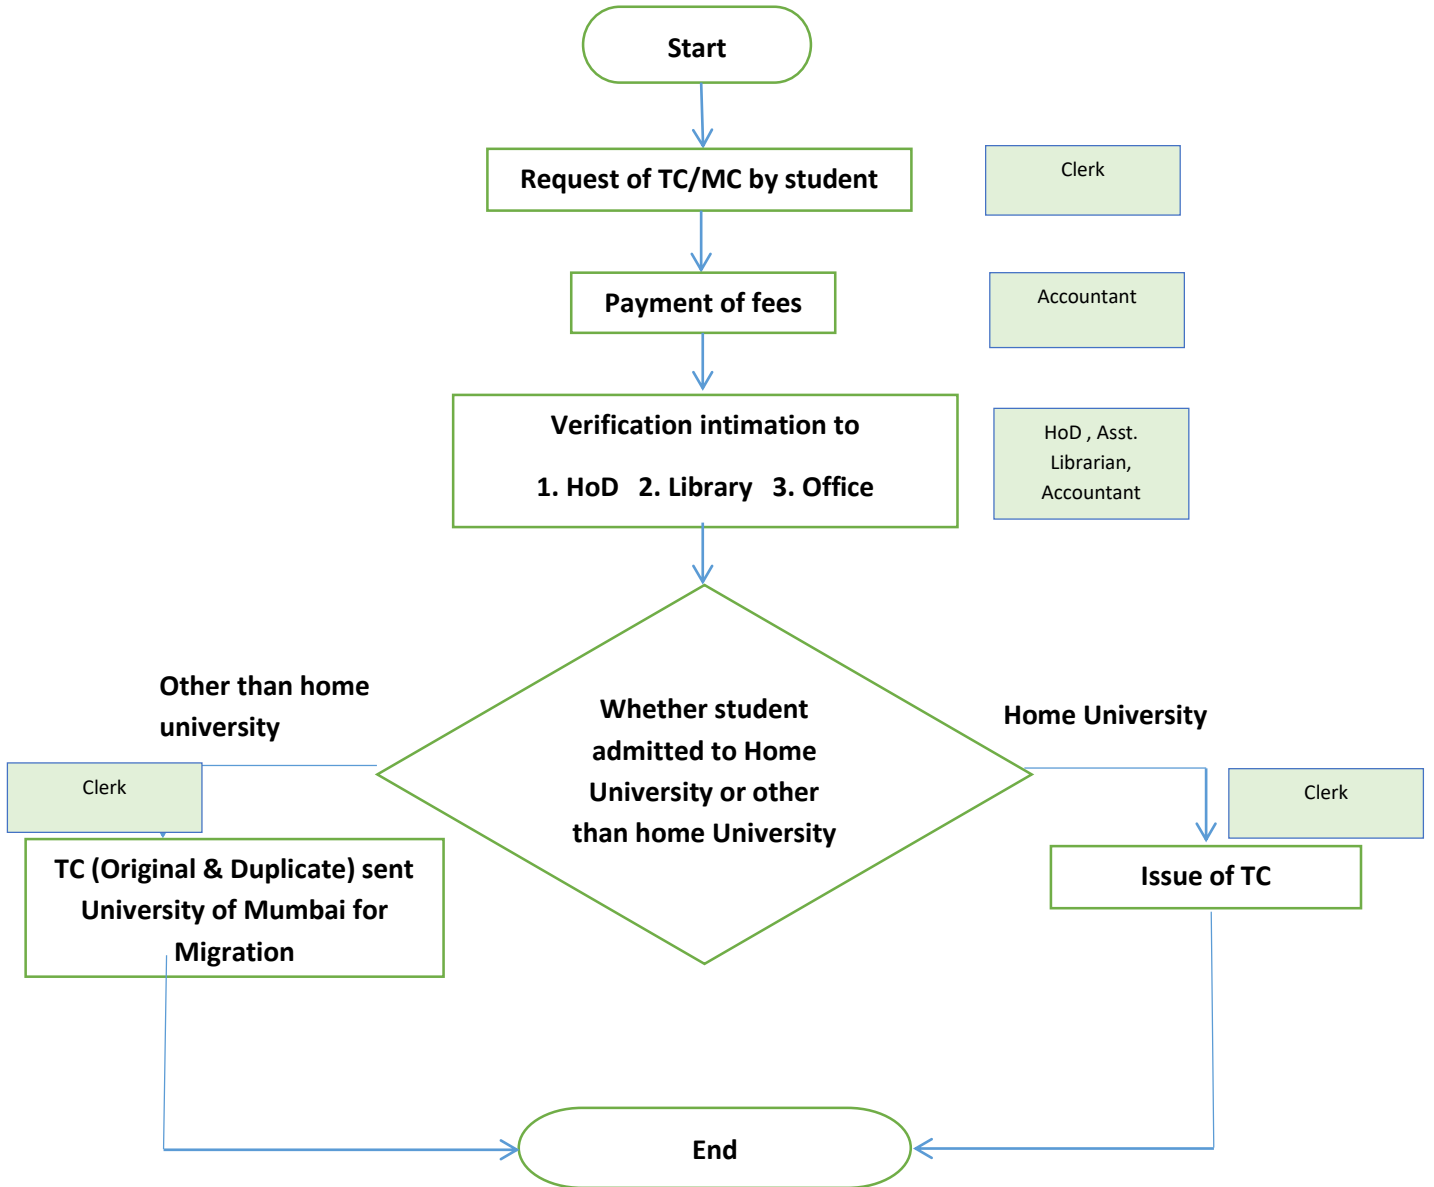 Start
Request of TC/MC by student
Clerk
Payment of fees
Accountant
Verification intimation to
1. HoD   2. Library   3. Office
HoD , Asst.
Librarian,
Accountant
Other than home
university
Whether student
admitted to Home
University or other
than home University
Home University
Clerk
Clerk
TC (Original & Duplicate) sent
University of Mumbai for
Migration
Issue of TC
End